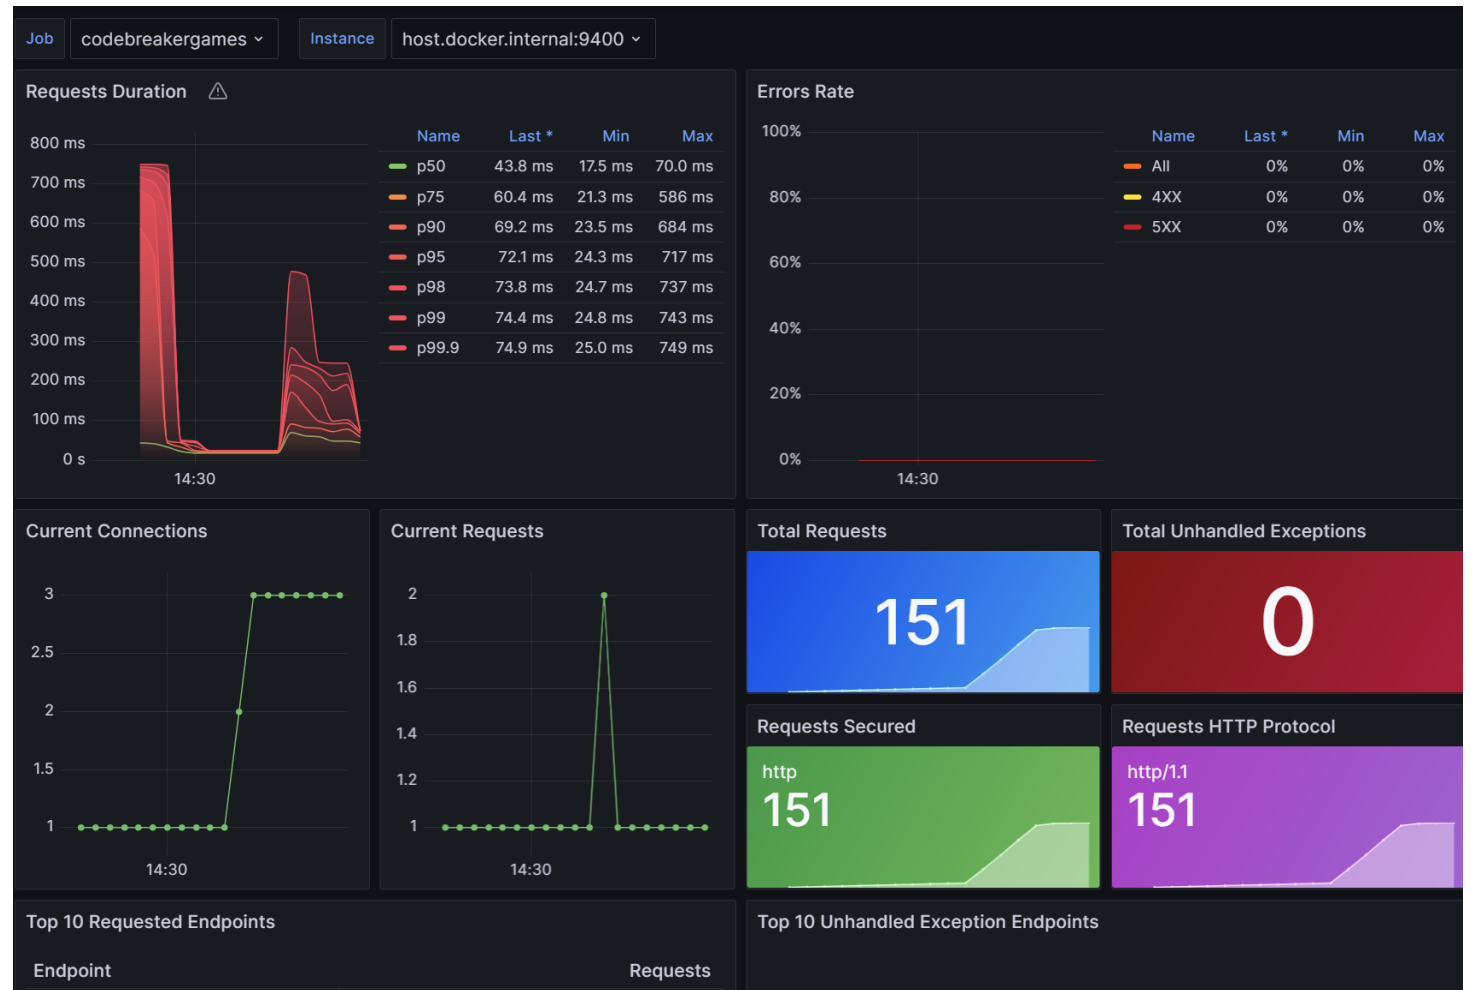 Job codebreakergames Instance host.docker.internal:9400
Requests Duration
Name Last * Min Max
p50 43.8 ms 17.5 ms 70.0 ms
p75 60.4 ms 21.3 ms 586 ms
p90 69.2 ms 23.5 ms 684 ms
p95 72.1 ms 24.3 ms 717 ms
p98 73.8 ms 24.7 ms 737 ms
p99 74.4 ms 24.8 ms 743 ms
p99.9 74.9 ms 25.0 ms 749 ms
800 ms
700 ms
600 ms
500 ms
400 ms
300 ms
200 ms
100 ms
0 s
14:30
Errors Rate
Name Last * Min Max
All 0% 0% 0%
4XX 0% 0% 0%
5XX 0% 0% 0%
100%
80%
60%
40%
20%
0%
14:30
Current Connections
3
2.5
2
1.5
1
14:30
Current Requests
2
1.8
1.6
1.4
1.2
1
14:30
Total Requests
151
Total Unhandled Exceptions
0
Requests Secured
http
151
Requests HTTP Protocol
http/1.1
151
Top 10 Requested Endpoints
Endpoint Requests
Top 10 Unhandled Exception Endpoints